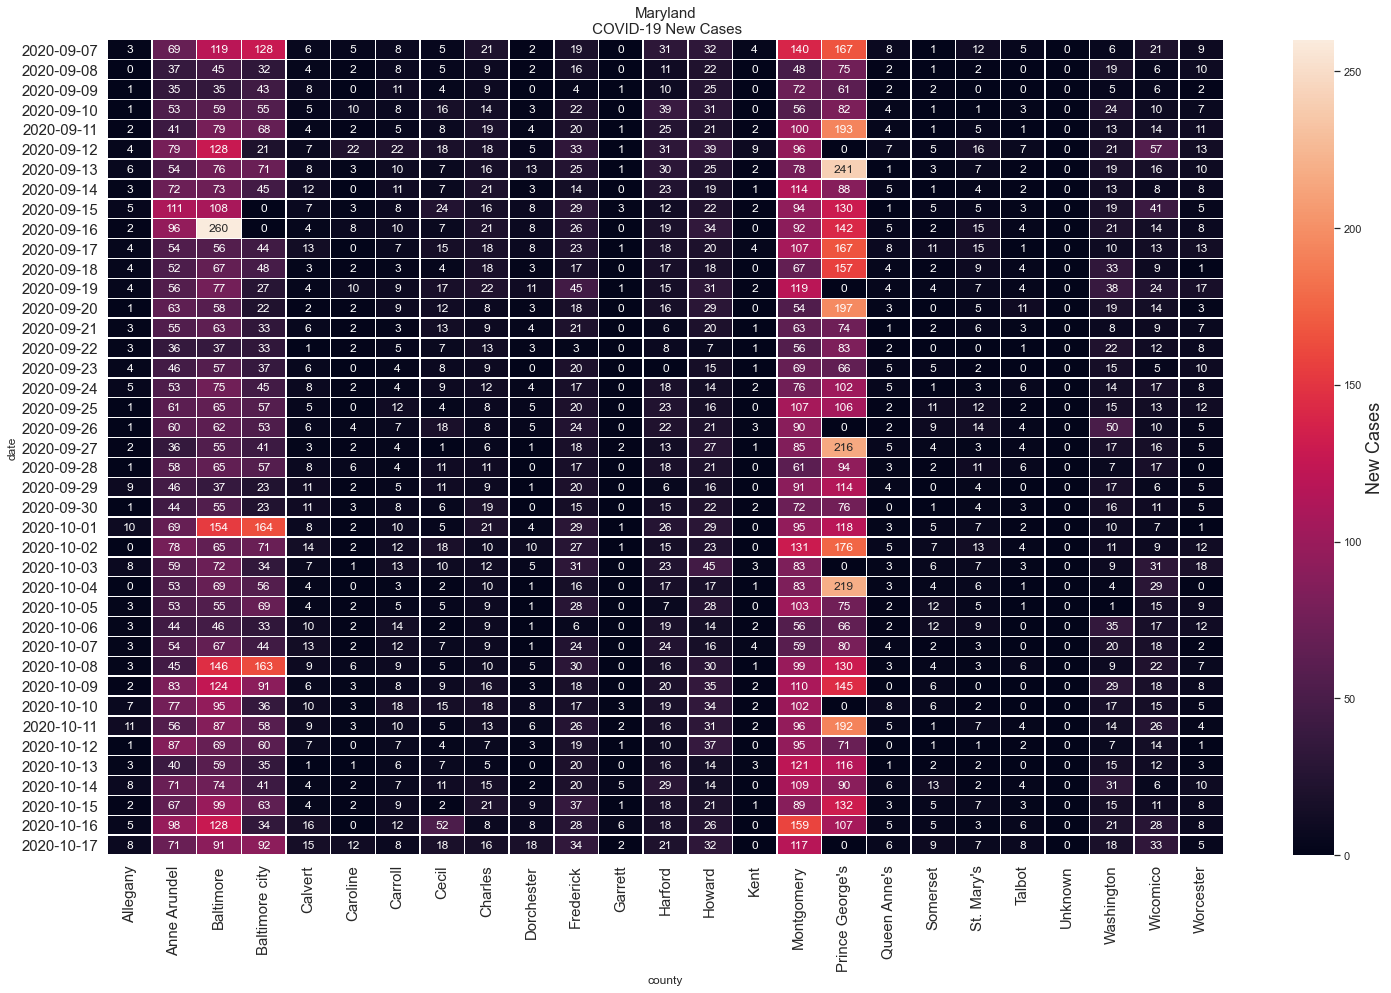 Maryland
COVID-19 New Cases
2020-09-07 3 69 119 128 6 5 8 5 21 2 19 0 31 32 4 140 167 8 1 12 5 0 6 21 9
2020-09-08 0 37 45 32 4 2 8 5 9 2 16 0 11 22 0 48 75 2 1 2 0 0 19 6 10
2020-09-09 1 35 35 43 8 0 11 4 9 0 4 1 10 25 0 72 61 2 2 0 0 0 5 6 2
2020-09-10 1 53 59 55 5 10 8 16 14 3 22 0 39 31 0 56 82 4 1 1 3 0 24 10 7
2020-09-11 2 41 79 68 4 2 5 8 19 4 20 1 25 21 2 100 193 4 1 5 1 0 13 14 11
2020-09-12 4 79 128 21 7 22 22 18 18 5 33 1 31 39 9 96 0 7 5 16 7 0 21 57 13
2020-09-13 6 54 76 71 8 3 10 7 16 13 25 1 30 25 2 78 241 1 3 7 2 0 19 16 10
2020-09-14 3 72 73 45 12 0 11 7 21 3 14 0 23 19 1 114 88 5 1 4 2 0 13 8 8
2020-09-15 5 111 108 0 7 3 8 24 16 8 29 3 12 22 2 94 130 1 5 5 3 0 19 41 5
2020-09-16 2 96 260 0 4 8 10 7 21 8 26 0 19 34 0 92 142 5 2 15 4 0 21 14 8
2020-09-17 4 54 56 44 13 0 7 15 18 8 23 1 18 20 4 107 167 8 11 15 1 0 10 13 13
2020-09-18 4 52 67 48 3 2 3 4 18 3 17 0 17 18 0 67 157 4 2 9 4 0 33 9 1
2020-09-19 4 56 77 27 4 10 9 17 22 11 45 1 15 31 2 119 0 4 4 7 4 0 38 24 17
2020-09-20 1 63 58 22 2 2 9 12 8 3 18 0 16 29 0 54 197 3 0 5 11 0 19 14 3
2020-09-21 3 55 63 33 6 2 3 13 9 4 21 0 6 20 1 63 74 1 2 6 3 0 8 9 7
2020-09-22 3 36 37 33 1 2 5 7 13 3 3 0 8 7 1 56 83 2 0 0 1 0 22 12 8
2020-09-23 4 46 57 37 6 0 4 8 9 0 20 0 0 15 1 69 66 5 5 2 0 0 15 5 10
2020-09-24 5 53 75 45 8 2 4 9 12 4 17 0 18 14 2 76 102 5 1 3 6 0 14 17 8
2020-09-25 1 61 65 57 5 0 12 4 8 5 20 0 23 16 0 107 106 2 11 12 2 0 15 13 12
2020-09-26 1 60 62 53 6 4 7 18 8 5 24 0 22 21 3 90 0 2 9 14 4 0 50 10 5
2020-09-27 2 36 55 41 3 2 4 1 6 1 18 2 13 27 1 85 216 5 4 3 4 0 17 16 5
2020-09-28 1 58 65 57 8 6 4 11 11 0 17 0 18 21 0 61 94 3 2 11 6 0 7 17 0
2020-09-29 9 46 37 23 11 2 5 11 9 1 20 0 6 16 0 91 114 4 0 4 0 0 17 6 5
2020-09-30 1 44 55 23 11 3 8 6 19 0 15 0 15 22 2 72 76 0 1 4 3 0 16 11 5
2020-10-01 10 69 154 164 8 2 10 5 21 4 29 1 26 29 0 95 118 3 5 7 2 0 10 7 1
2020-10-02 0 78 65 71 14 2 12 18 10 10 27 1 15 23 0 131 176 5 7 13 4 0 11 9 12
2020-10-03 8 59 72 34 7 1 13 10 12 5 31 0 23 45 3 83 0 3 6 7 3 0 9 31 18
2020-10-04 0 53 69 56 4 0 3 2 10 1 16 0 17 17 1 83 219 3 4 6 1 0 4 29 0
2020-10-05 3 53 55 69 4 2 5 5 9 1 28 0 7 28 0 103 75 2 12 5 1 0 1 15 9
2020-10-06 3 44 46 33 10 2 14 2 9 1 6 0 19 14 2 56 66 2 12 9 0 0 35 17 12
2020-10-07 3 54 67 44 13 2 12 7 9 1 24 0 24 16 4 59 80 4 2 3 0 0 20 18 2
2020-10-08 3 45 146 163 9 6 9 5 10 5 30 0 16 30 1 99 130 3 4 3 6 0 9 22 7
2020-10-09 2 83 124 91 6 3 8 9 16 3 18 0 20 35 2 110 145 0 6 0 0 0 29 18 8
2020-10-10 7 77 95 36 10 3 18 15 18 8 17 3 19 34 2 102 0 8 6 2 0 0 17 15 5
2020-10-11 11 56 87 58 9 3 10 5 13 6 26 2 16 31 2 96 192 5 1 7 4 0 14 26 4
2020-10-12 1 87 69 60 7 0 7 4 7 3 19 1 10 37 0 95 71 0 1 1 2 0 7 14 1
2020-10-13 3 40 59 35 1 1 6 7 5 0 20 0 16 14 3 121 116 1 2 2 0 0 15 12 3
2020-10-14 8 71 74 41 4 2 7 11 15 2 20 5 29 14 0 109 90 6 13 2 4 0 31 6 10
2020-10-15 2 67 99 63 4 2 9 2 21 9 37 1 18 21 1 89 132 3 5 7 3 0 15 11 8
2020-10-16 5 98 128 34 16 0 12 52 8 8 28 6 18 26 0 159 107 5 5 3 6 0 21 28 8
2020-10-17 8 71 91 92 15 12 8 18 16 18 34 2 21 32 0 117 0 6 9 7 8 0 18 33 5
date
Allegany
Anne Arundel
Baltimore
Baltimore city
Calvert
Caroline
Carroll
Cecil
Charles
Dorchester
Frederick
Garrett
Harford
Howard
Kent
Montgomery
Prince George's
Queen Anne's
Somerset
St. Mary's
Talbot
Unknown
Washington
Wicomico
Worcester
county
250
200
150
100
50
0
New Cases